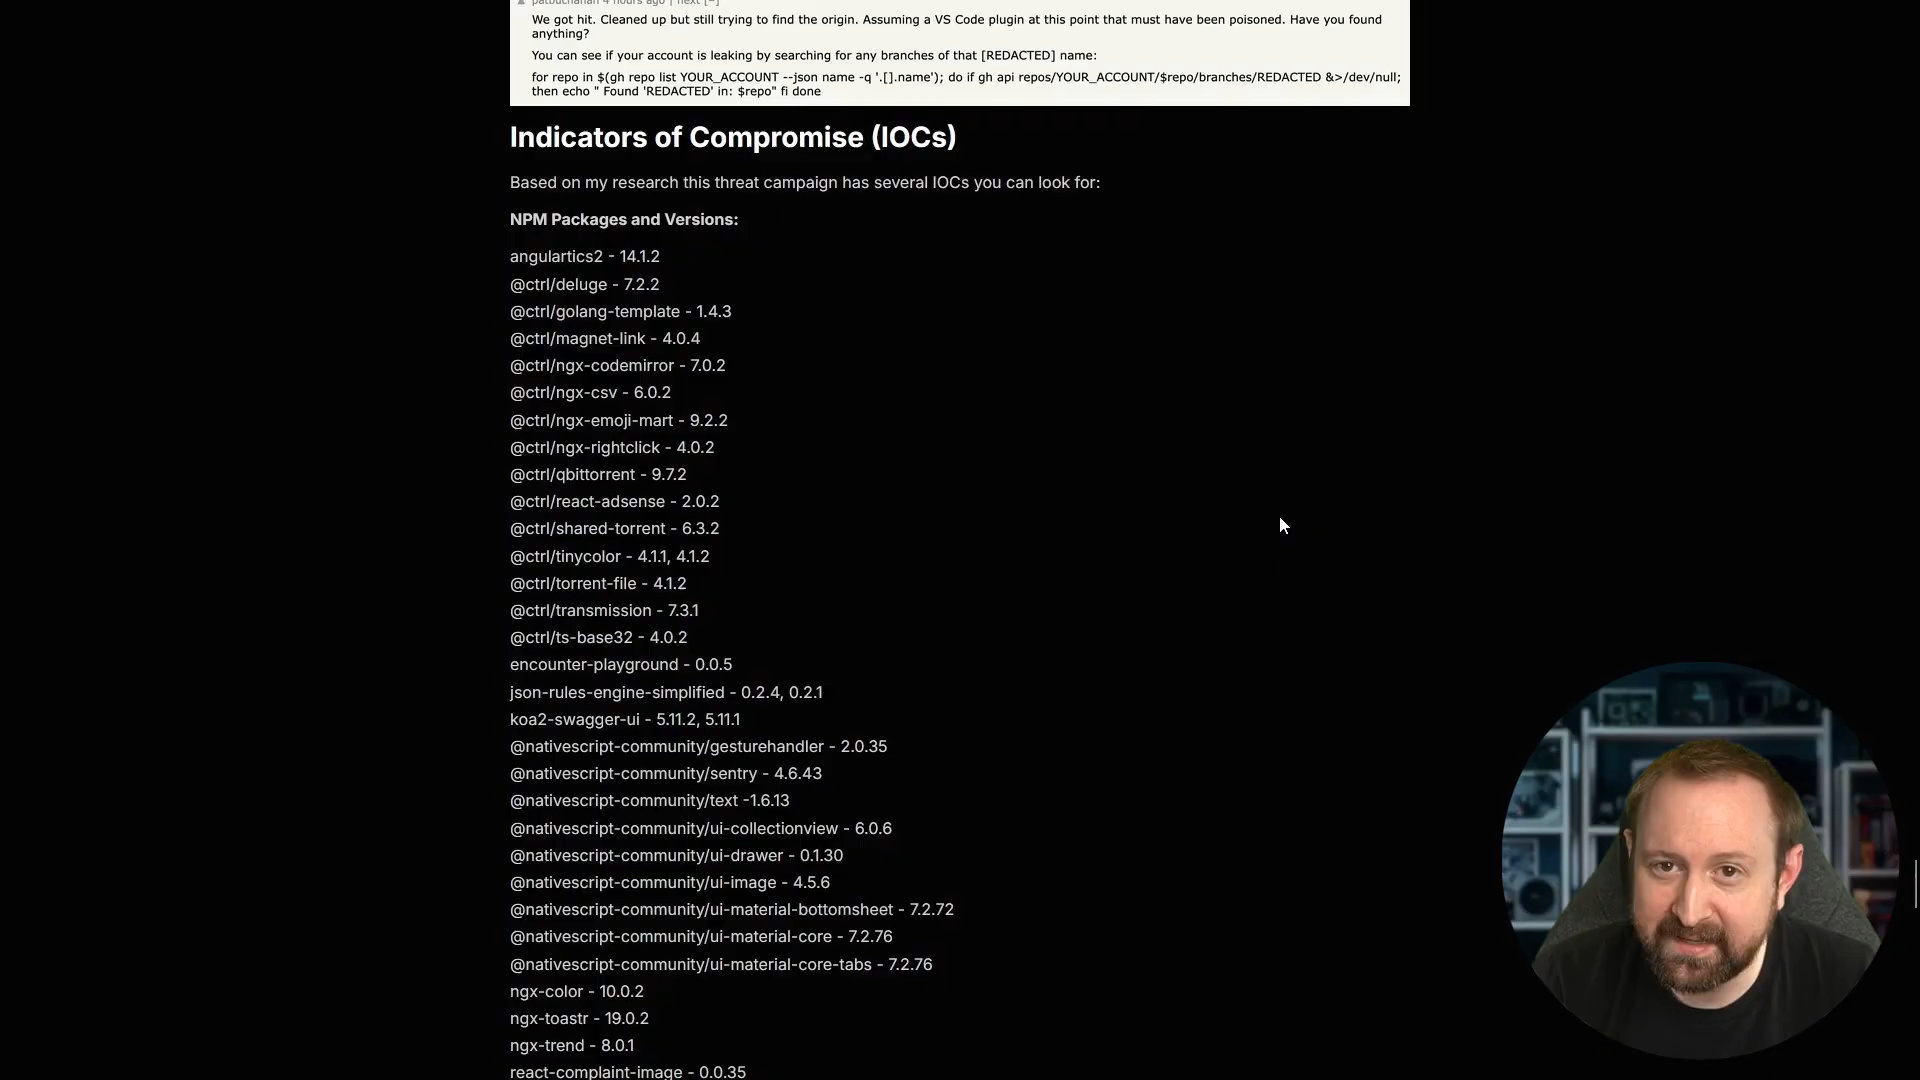 patbuchanan 4 hours ago | next [–]
We got hit. Cleaned up but still trying to find the origin. Assuming a VS Code plugin at this point that must have been poisoned. Have you found
anything?
You can see if your account is leaking by searching for any branches of that [REDACTED] name:
for repo in $(gh repo list YOUR_ACCOUNT --json name -q '.[].name'); do if gh api repos/YOUR_ACCOUNT/$repo/branches/REDACTED &>/dev/null;
then echo " Found 'REDACTED' in: $repo" fi done
Indicators of Compromise (IOCs)
Based on my research this threat campaign has several IOCs you can look for:
NPM Packages and Versions:
angulartics2 - 14.1.2
@ctrl/deluge - 7.2.2
@ctrl/golang-template - 1.4.3
@ctrl/magnet-link - 4.0.4
@ctrl/ngx-codemirror - 7.0.2
@ctrl/ngx-csv - 6.0.2
@ctrl/ngx-emoji-mart - 9.2.2
@ctrl/ngx-rightclick - 4.0.2
@ctrl/qbittorrent - 9.7.2
@ctrl/react-adsense - 2.0.2
@ctrl/shared-torrent - 6.3.2
@ctrl/tinycolor - 4.1.1, 4.1.2
@ctrl/torrent-file - 4.1.2
@ctrl/transmission - 7.3.1
@ctrl/ts-base32 - 4.0.2
encounter-playground - 0.0.5
json-rules-engine-simplified - 0.2.4, 0.2.1
koa2-swagger-ui - 5.11.2, 5.11.1
@nativescript-community/gesturehandler - 2.0.35
@nativescript-community/sentry - 4.6.43
@nativescript-community/text -1.6.13
@nativescript-community/ui-collectionview - 6.0.6
@nativescript-community/ui-drawer - 0.1.30
@nativescript-community/ui-image - 4.5.6
@nativescript-community/ui-material-bottomsheet - 7.2.72
@nativescript-community/ui-material-core - 7.2.76
@nativescript-community/ui-material-core-tabs - 7.2.76
ngx-color - 10.0.2
ngx-toastr - 19.0.2
ngx-trend - 8.0.1
react-complaint-image - 0.0.35